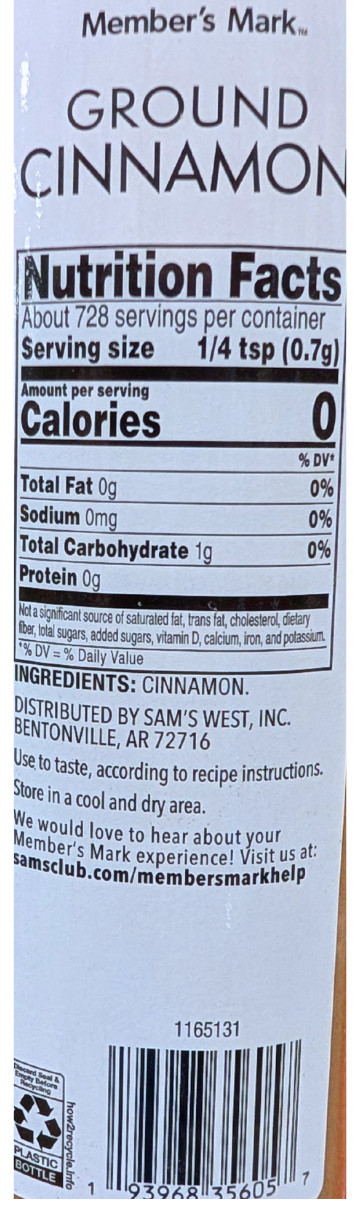 Member's Mark™
GROUND
CINNAMON
Nutrition Facts
About 728 servings per container
Serving size 1/4 tsp (0.7g)
Amount per serving
Calories 0
% DV*
Total Fat 0g 0%
Sodium 0mg 0%
Total Carbohydrate 1g 0%
Protein 0g
Not a significant source of saturated fat, trans fat, cholesterol, dietary
fiber, total sugars, added sugars, vitamin D, calcium, iron, and potassium.
*% DV = % Daily Value
INGREDIENTS: CINNAMON.
DISTRIBUTED BY SAM'S WEST, INC.
BENTONVILLE, AR 72716
Use to taste, according to recipe instructions.
Store in a cool and dry area.
We would love to hear about your
Member's Mark experience! Visit us at:
samsclub.com/membersmarkhelp
1165131
Discard Seal &
Empty Before
Recycling
PLASTIC
BOTTLE
how2recycle.info
1 93968 35605 7